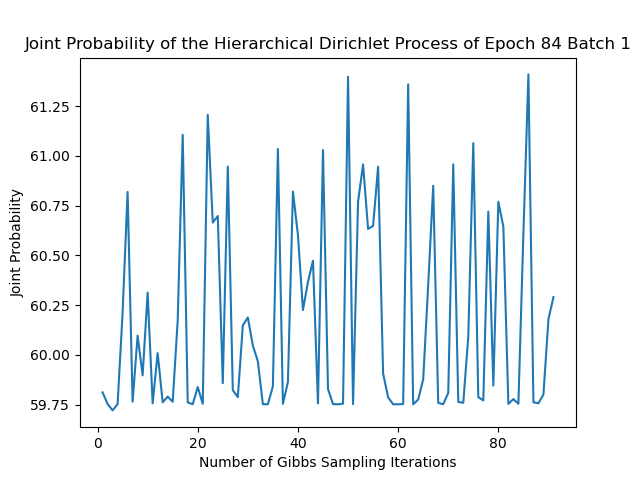 Joint Probability of the Hierarchical Dirichlet Process of Epoch 84 Batch 1
61.25
61.00
60.75
60.50
60.25
60.00
59.75
Joint Probability
0 20 40 60 80
Number of Gibbs Sampling Iterations